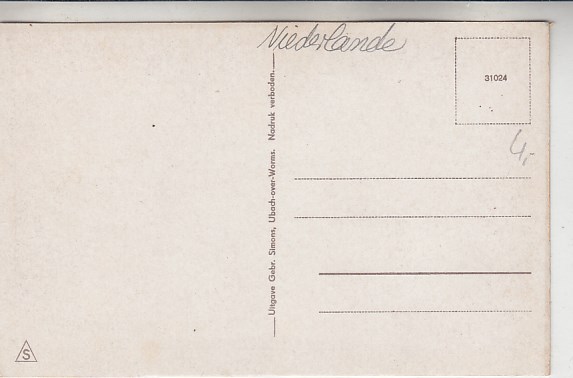 Niederlande
31024
4,-
Uitgave Gebr. Simons, Ubach-over-Worms. Nadruk verboden.
S